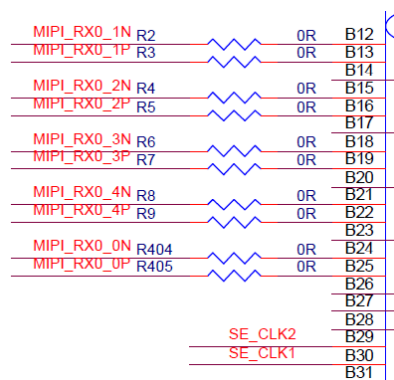 MIPI_RX0_1N R2 0R B12
MIPI_RX0_1P R3 0R B13
B14
MIPI_RX0_2N R4 0R B15
MIPI_RX0_2P R5 0R B16
B17
MIPI_RX0_3N R6 0R B18
MIPI_RX0_3P R7 0R B19
B20
MIPI_RX0_4N R8 0R B21
MIPI_RX0_4P R9 0R B22
B23
MIPI_RX0_0N R404 0R B24
MIPI_RX0_0P R405 0R B25
B26
B27
B28
SE_CLK2 B29
SE_CLK1 B30
B31